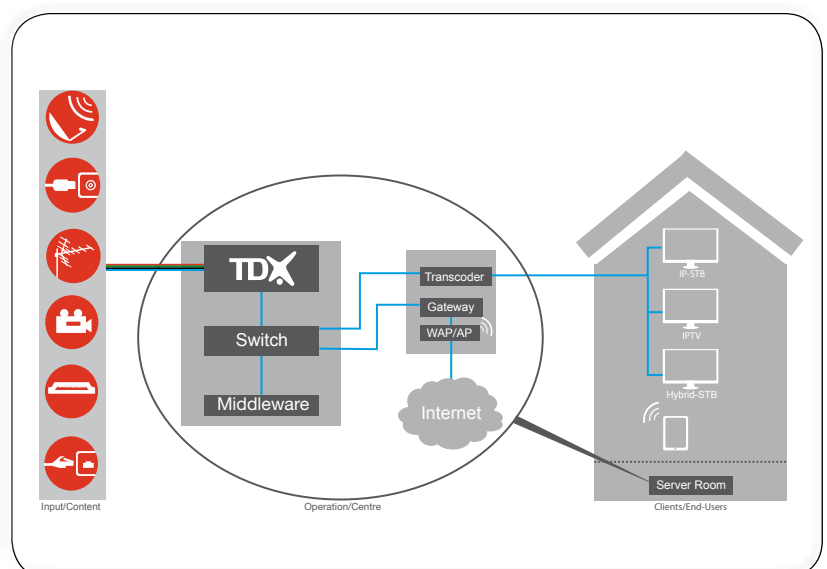 TDX
Switch
Middleware
Transcoder
Gateway
WAP/AP
Internet
IP-STB
IPTV
Hybrid-STB
Server Room
Input/Content
Operation/Centre
Clients/End-Users